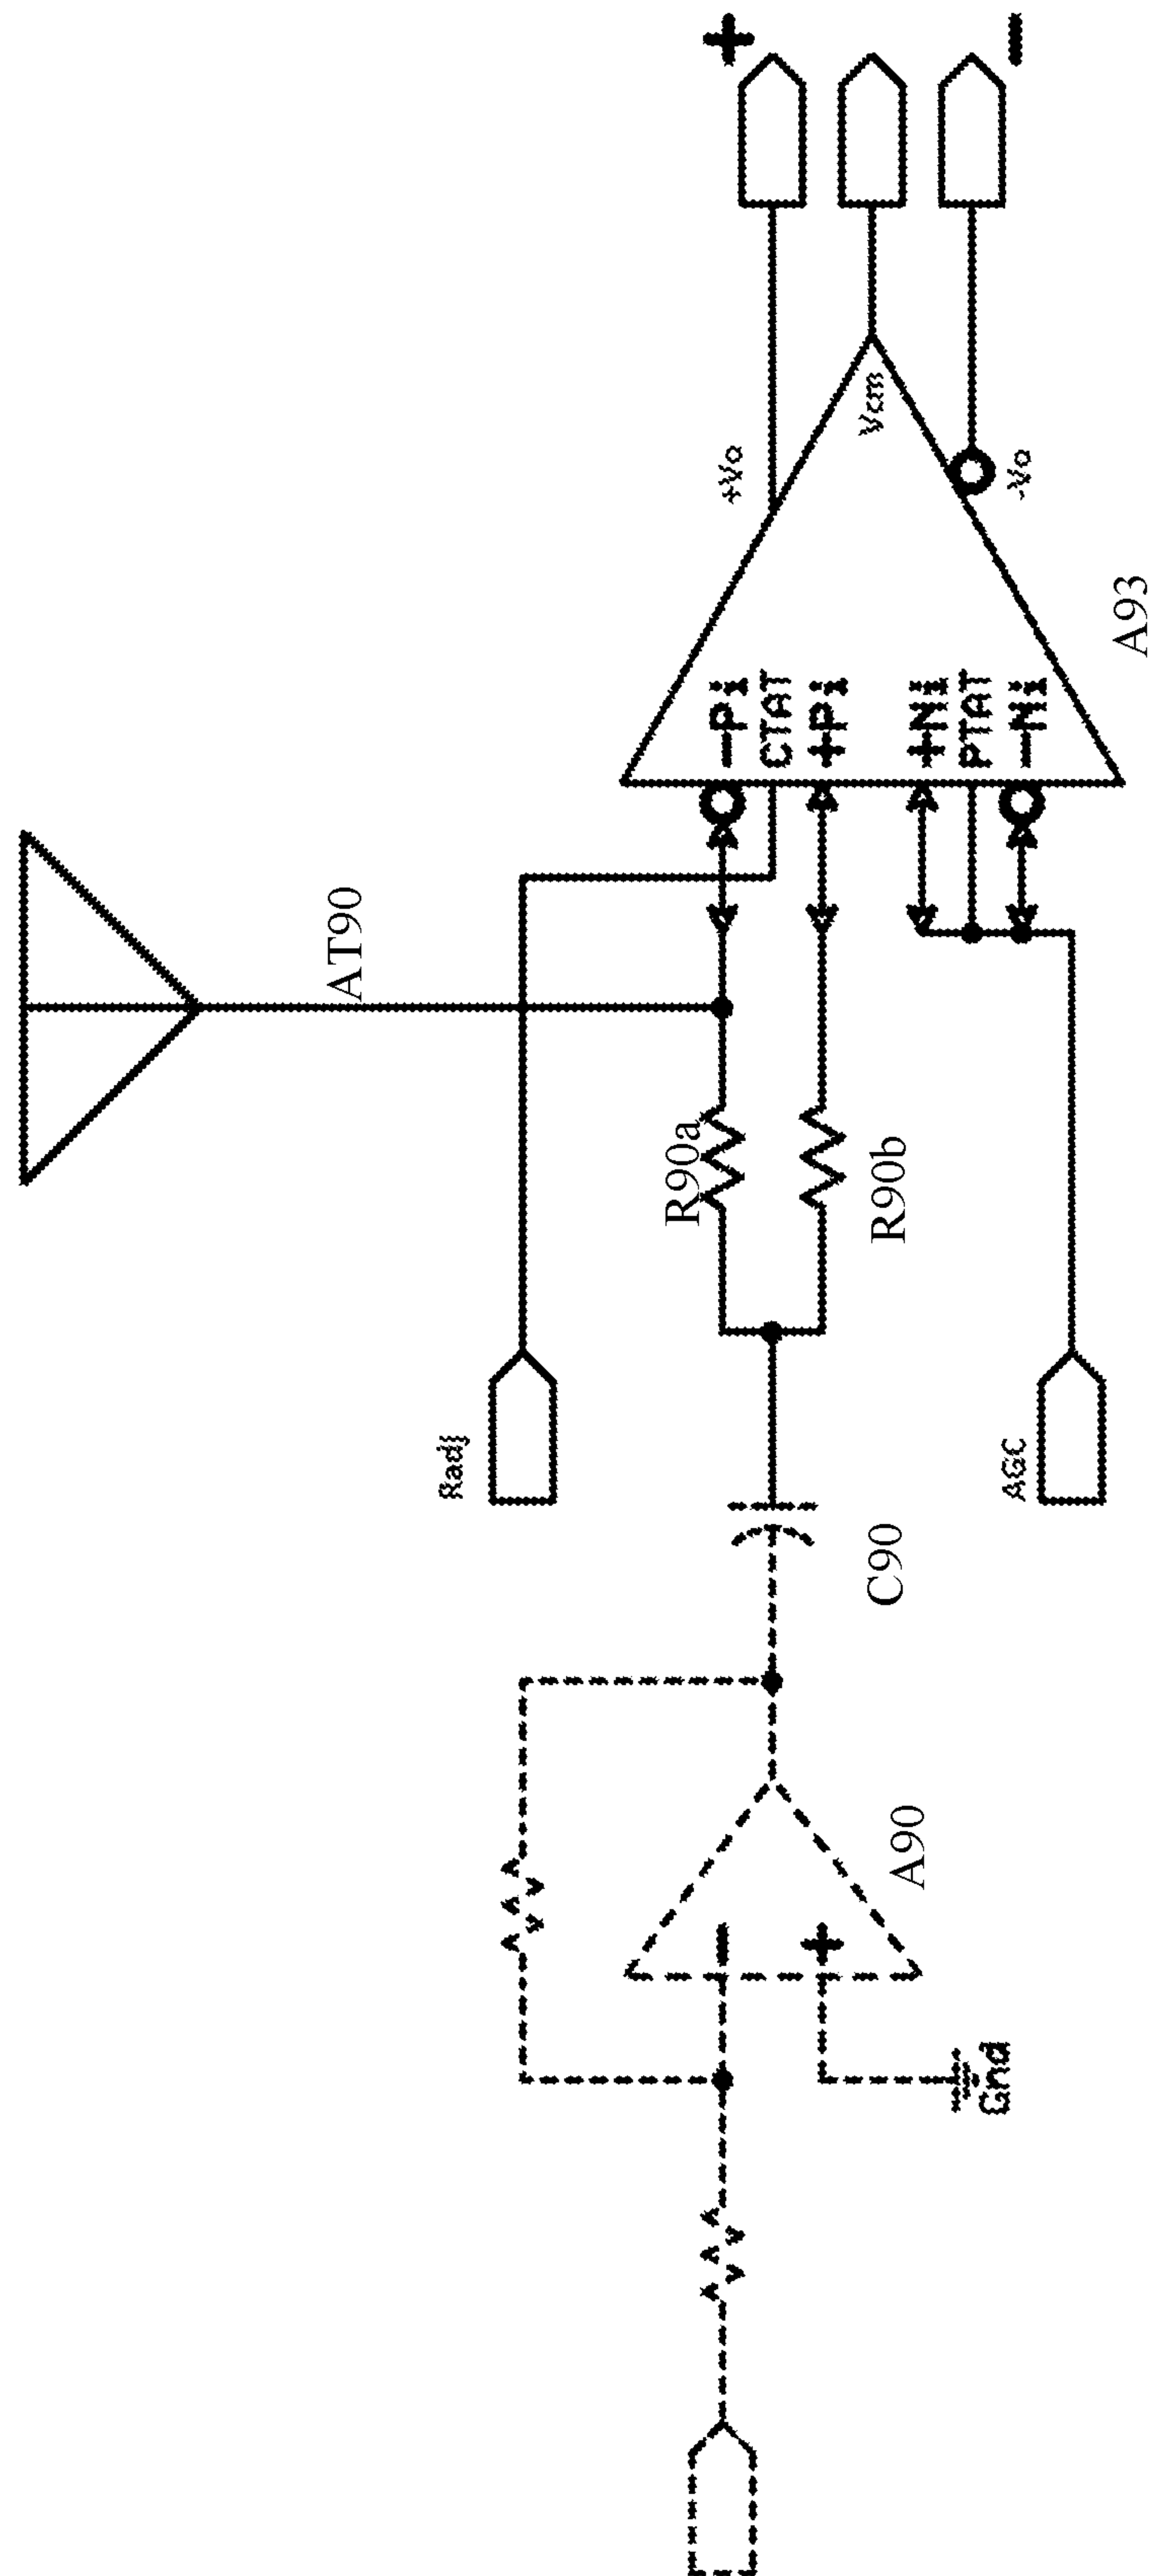 AT90
Radj
R90a
R90b
AGC
C90
A90
−
+
Gnd
−Pi
CTAT
+Pi
+Ni
PTAT
−Ni
+Vo
Vcm
-Vo
A93
+
−